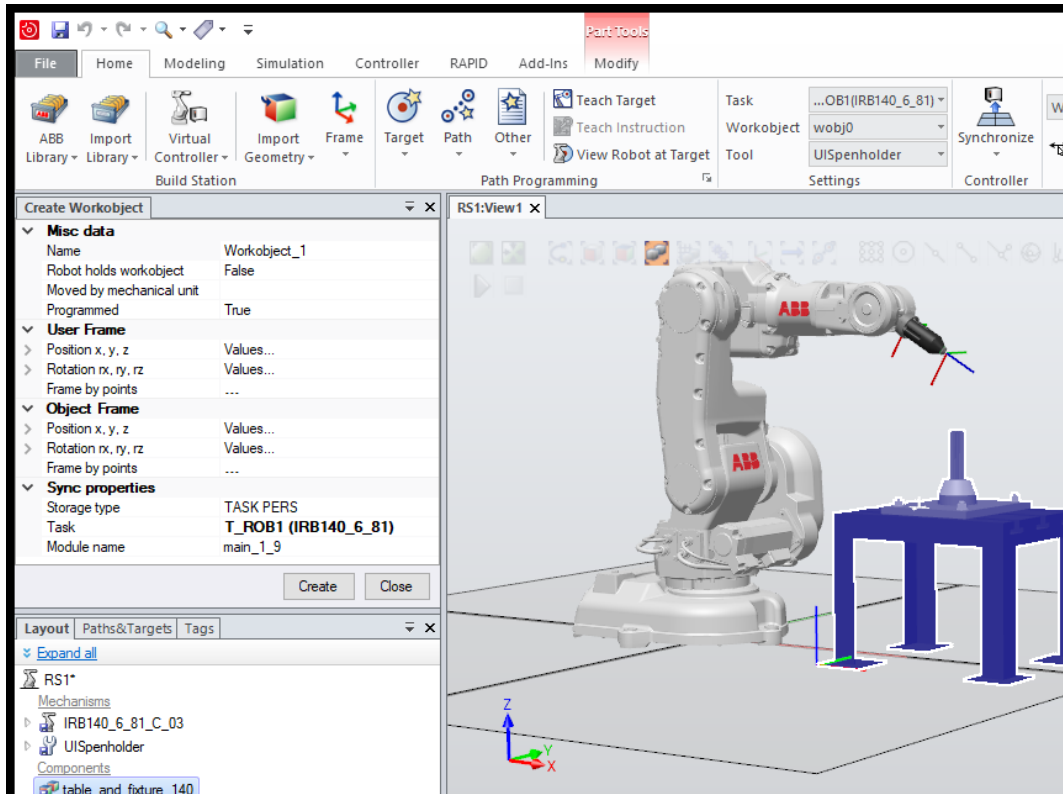 Part Tools
File Home Modeling Simulation Controller RAPID Add-Ins Modify
ABB Library
Import Library
Virtual Controller
Import Geometry
Frame
Build Station
Target
Path
Other
Teach Target
Teach Instruction
View Robot at Target
Path Programming
Task ...OB1(IRB140_6_81)
Workobject wobj0
Tool UISpenholder
Settings
Synchronize
Controller
W
Create Workobject
Misc data
Name Workobject_1
Robot holds workobject False
Moved by mechanical unit
Programmed True
User Frame
Position x, y, z Values...
Rotation rx, ry, rz Values...
Frame by points ...
Object Frame
Position x, y, z Values...
Rotation rx, ry, rz Values...
Frame by points ...
Sync properties
Storage type TASK PERS
Task T_ROB1 (IRB140_6_81)
Module name main_1_9
Create Close
Layout Paths&Targets Tags
Expand all
RS1*
Mechanisms
IRB140_6_81_C_03
UISpenholder
Components
table_and_fixture_140
RS1:View1
ABB
ABB
Z
Y
X